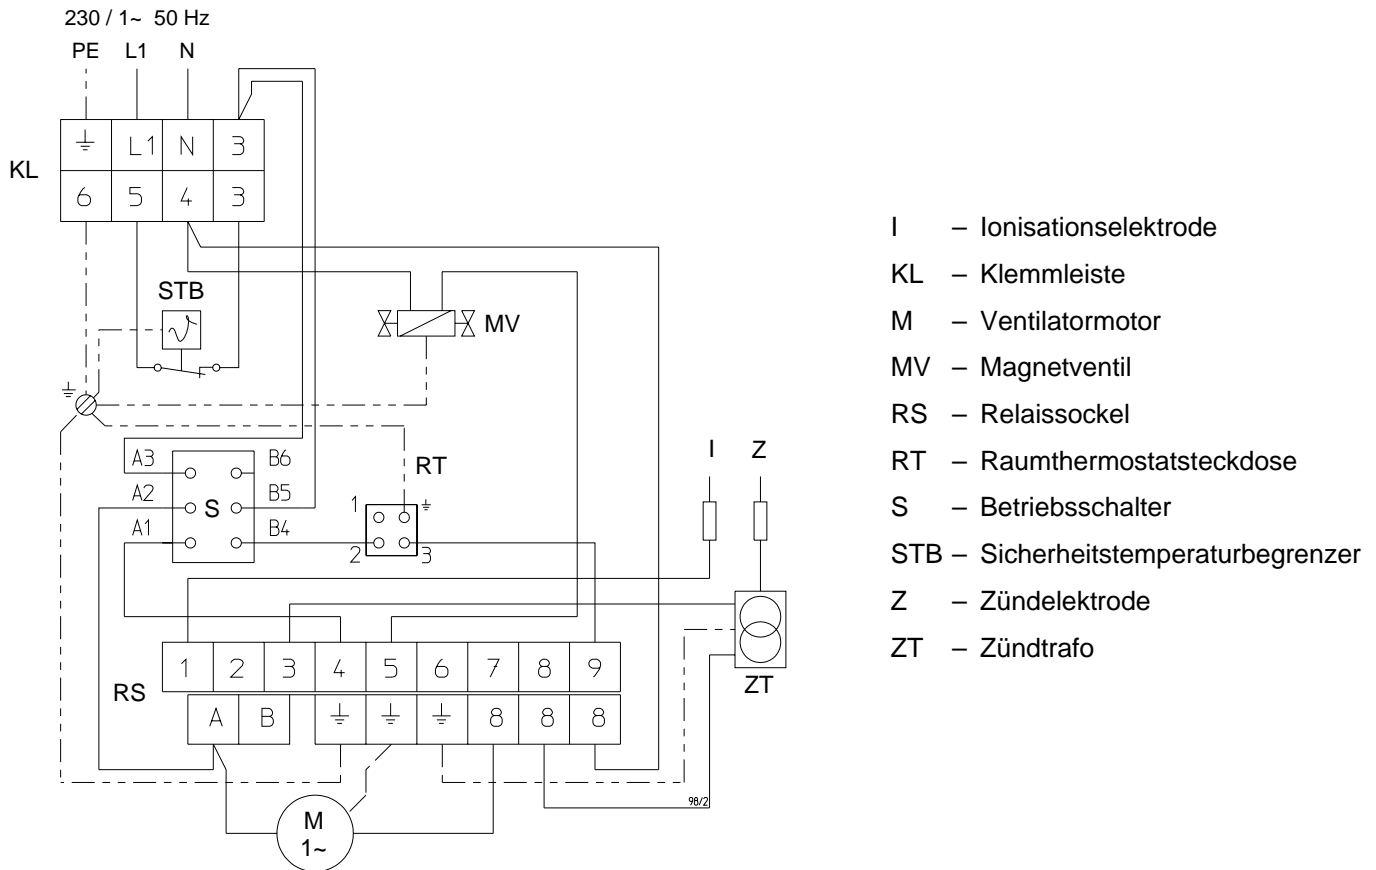 230 / 1~ 50 Hz
PE L1 N
KL
L1 N 3
6 5 4 3
STB
MV
A3 B6
A2 S B5
A1 B4
RT
1
2 3
I Z
1 2 3 4 5 6 7 8 9
RS
A B 8 8 8
ZT
98/2
M
1~
I – Ionisationselektrode
KL – Klemmleiste
M – Ventilatormotor
MV – Magnetventil
RS – Relaissockel
RT – Raumthermostatsteckdose
S – Betriebsschalter
STB – Sicherheitstemperaturbegrenzer
Z – Zündelektrode
ZT – Zündtrafo